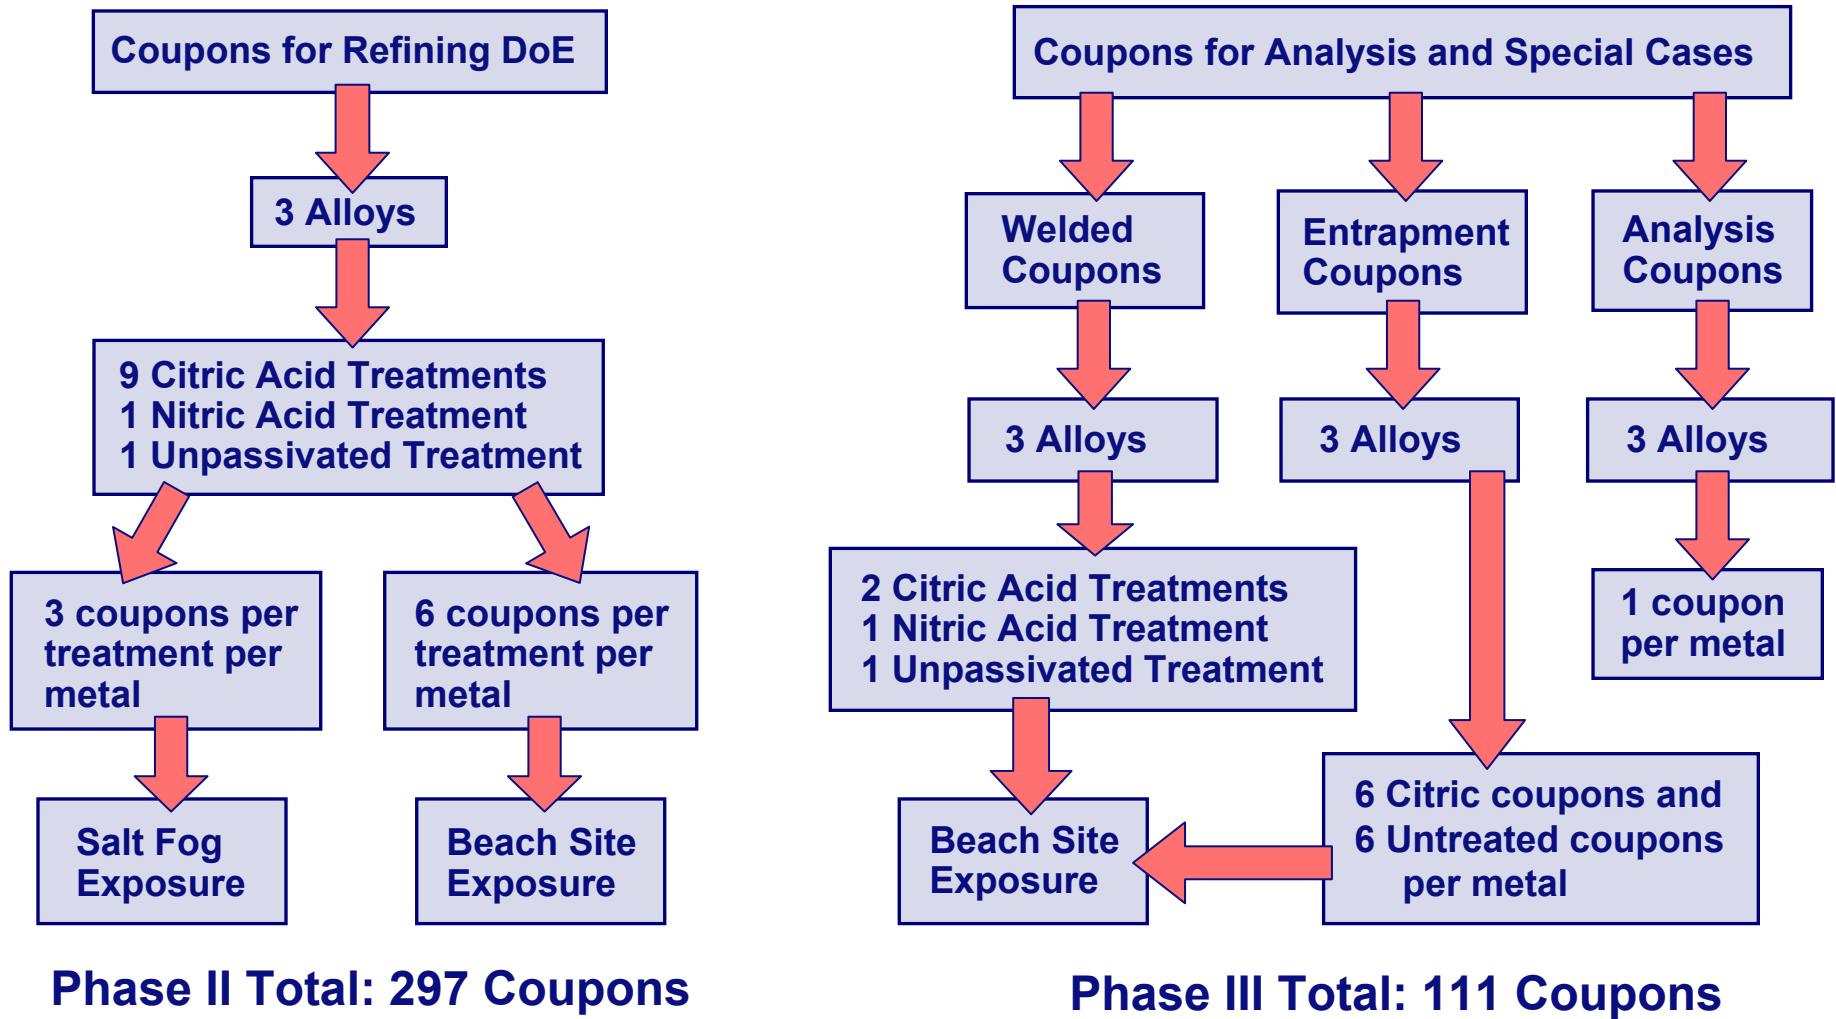 Coupons for Refining DoE
3 Alloys
9 Citric Acid Treatments
1 Nitric Acid Treatment
1 Unpassivated Treatment
3 coupons per
treatment per
metal
6 coupons per
treatment per
metal
Salt Fog
Exposure
Beach Site
Exposure
Phase II Total: 297 Coupons
Coupons for Analysis and Special Cases
Welded
Coupons
Entrapment
Coupons
Analysis
Coupons
3 Alloys
3 Alloys
3 Alloys
2 Citric Acid Treatments
1 Nitric Acid Treatment
1 Unpassivated Treatment
1 coupon
per metal
Beach Site
Exposure
6 Citric coupons and
6 Untreated coupons
per metal
Phase III Total: 111 Coupons